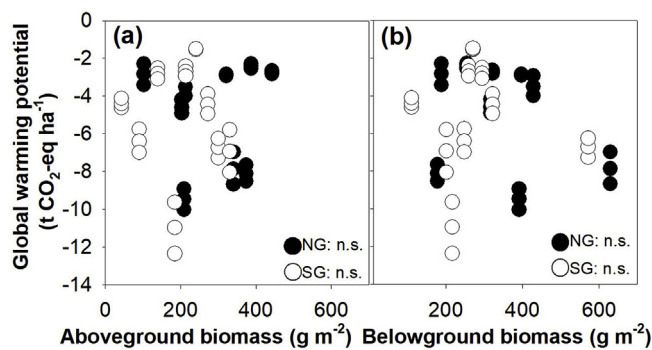 (a)
(b)
Global warming potential
(t CO₂-eq ha⁻¹)
0
-2
-4
-6
-8
-10
-12
-14
NG: n.s.
SG: n.s.
NG: n.s.
SG: n.s.
0 200 400 600
200 400 600
Aboveground biomass (g m⁻²)
Belowground biomass (g m⁻²)